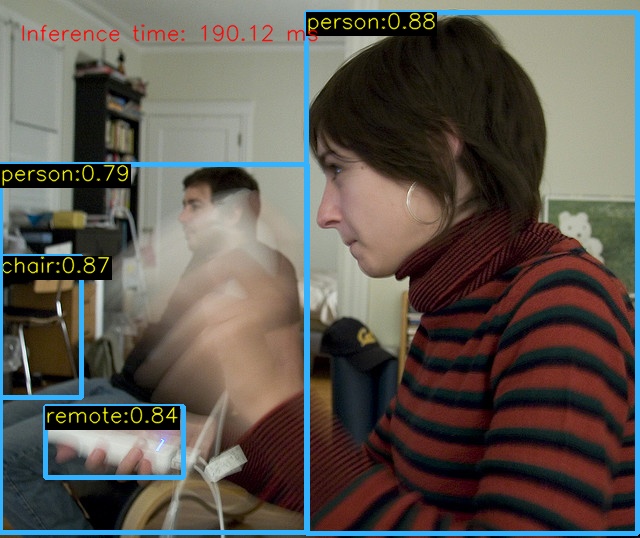 Inference time: 190.12 ms
person:0.88
person:0.79
chair:0.87
remote:0.84